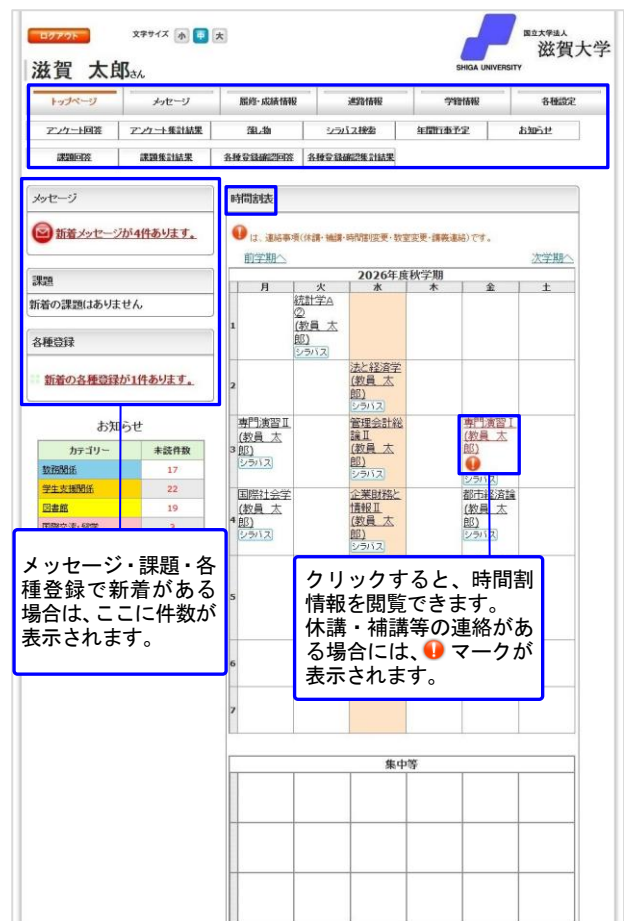 ログアウト
文字サイズ 小 中 大
国立大学法人
滋賀大学
SHIGA UNIVERSITY
滋賀　太郎さん
トップページ　メッセージ　履修・成績情報　進路情報　学籍情報　各種設定
アンケート回答　アンケート集計結果　落し物　シラバス検索　年間行事予定　お知らせ
課題回答　課題集計結果　各種登録確認回答　各種登録確認集計結果
メッセージ
新着メッセージが4件あります。
課題
新着の課題はありません
各種登録
新着の各種登録が1件あります。
お知らせ
カテゴリー　未読件数
教務関係　17
学生支援関係　22
図書館　19
メッセージ・課題・各
種登録で新着がある
場合は、ここに件数が
表示されます。
時間割表
は、連絡事項(休講・補講・時間割変更・教室変更・講義連絡)です。
前学期へ　次学期へ
2026年度秋学期
月　火　水　木　金　土
1
統計学A
②
(教員　太
郎)
シラバス
2
法と経済学
(教員　太
郎)
シラバス
3
専門演習Ⅱ
(教員　太
郎)
シラバス
管理会計総
論Ⅱ
(教員　太
郎)
シラバス
専門演習Ⅰ
(教員　太
郎)
シラバス
4
国際社会学
(教員　太
郎)
シラバス
企業財務と
情報Ⅱ
(教員　太
郎)
シラバス
都市経済論
(教員　太
郎)
シラバス
5
6
7
クリックすると、時間割
情報を閲覧できます。
休講・補講等の連絡があ
る場合には、マークが
表示されます。
集中等